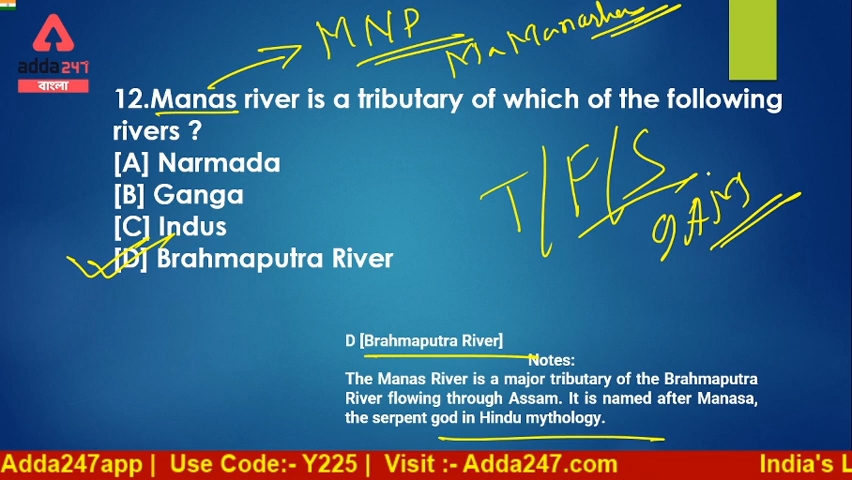 MNP
Ma Manasha
adda247
বাংলা
12.Manas river is a tributary of which of the following
rivers ?
[A] Narmada
[B] Ganga
[C] Indus
[D] Brahmaputra River
T/F/S
D [Brahmaputra River]
Notes:
The Manas River is a major tributary of the Brahmaputra
River flowing through Assam. It is named after Manasa,
the serpent god in Hindu mythology.
Adda247app | Use Code:- Y225 | Visit :- Adda247.com India's L